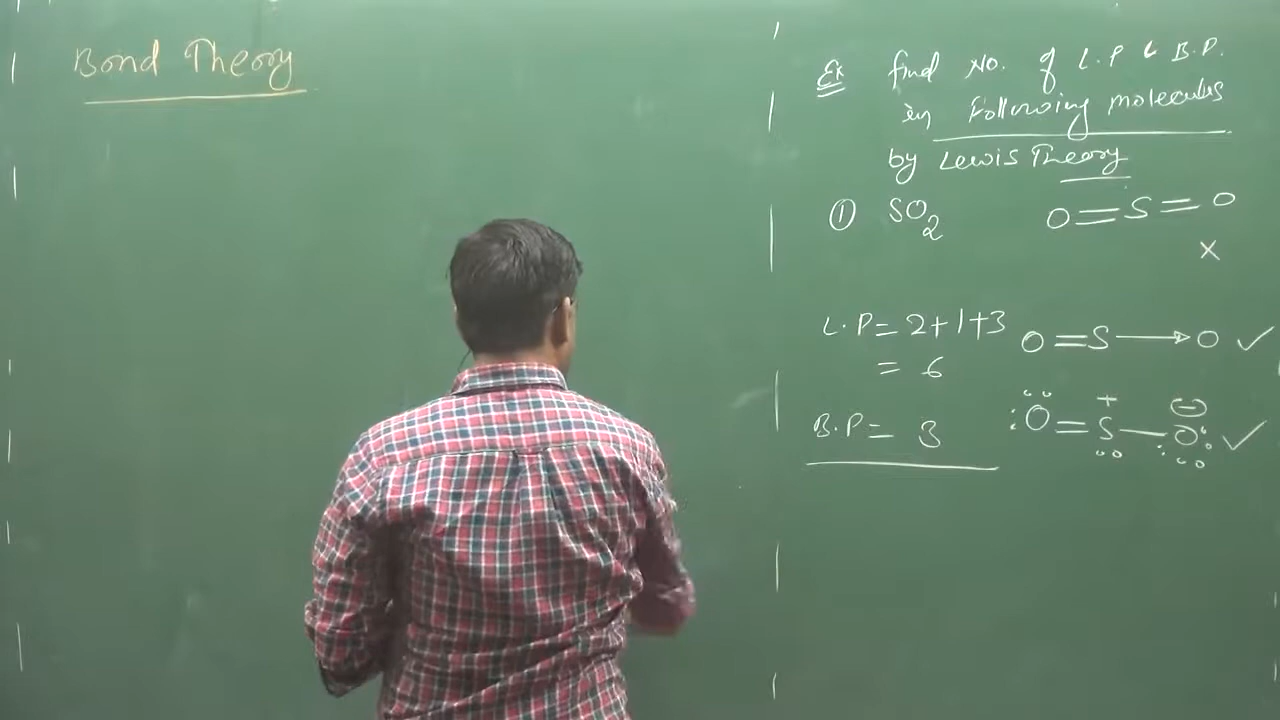 Bond Theory
Ex find No. of L.P & B.P.
in Following molecules
by Lewis Theory
① SO₂ O=S=O
×
L.P = 2+1+3 O=S→O ✓
= 6
B.P = 3 :Ö=S⁺—O⊖ ✓